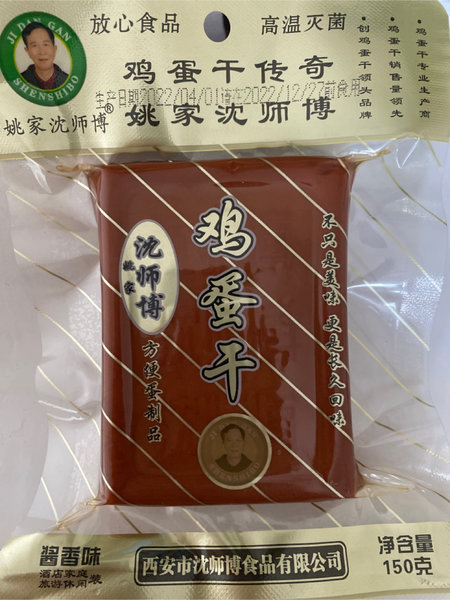 放心食品
高温灭菌
JI DAN GAN
SHENSHIBO
姚家沈师博®
鸡蛋干传奇
生产日期2022/04/01请在2022/12/27前食用
姚家沈师博
鸡蛋干专业生产商
鸡蛋干销售量领先
创鸡蛋干领头品牌
鸡蛋干
姚家
沈师博
方便蛋制品
不只是美味 更是长久回味
SHENSHIBO
酱香味
酒店家庭
旅游休闲
装
西安市沈师博食品有限公司
净含量
150克